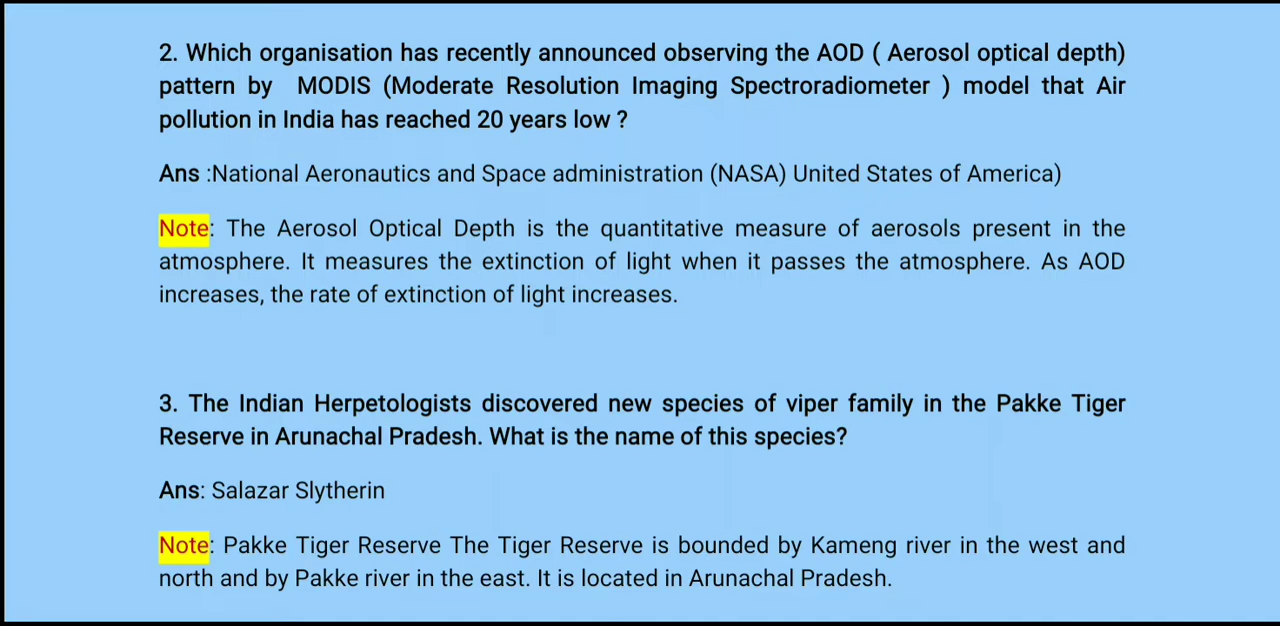 2. Which organisation has recently announced observing the AOD ( Aerosol optical depth)
pattern by MODIS (Moderate Resolution Imaging Spectroradiometer ) model that Air
pollution in India has reached 20 years low ?
Ans :National Aeronautics and Space administration (NASA) United States of America)
Note: The Aerosol Optical Depth is the quantitative measure of aerosols present in the
atmosphere. It measures the extinction of light when it passes the atmosphere. As AOD
increases, the rate of extinction of light increases.
3. The Indian Herpetologists discovered new species of viper family in the Pakke Tiger
Reserve in Arunachal Pradesh. What is the name of this species?
Ans: Salazar Slytherin
Note: Pakke Tiger Reserve The Tiger Reserve is bounded by Kameng river in the west and
north and by Pakke river in the east. It is located in Arunachal Pradesh.